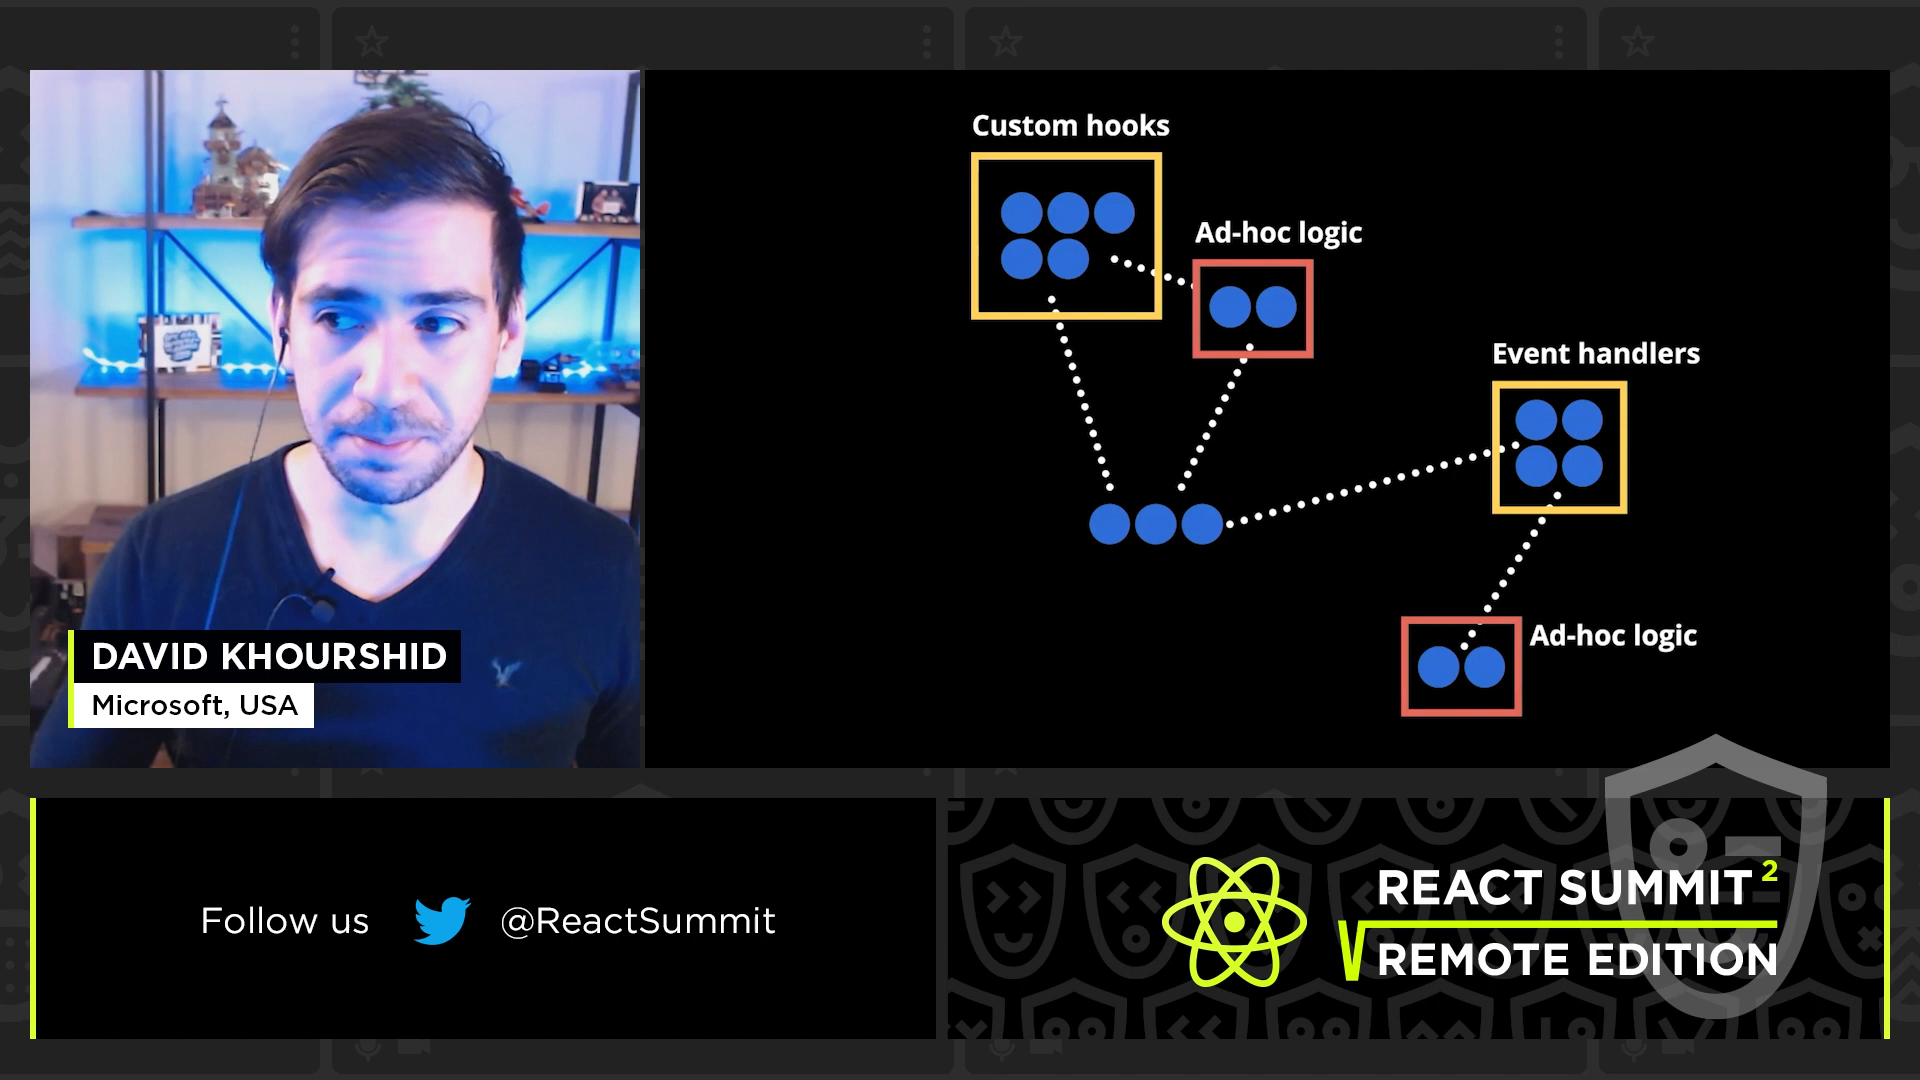 Custom hooks
Ad-hoc logic
Event handlers
Ad-hoc logic
DAVID KHOURSHID
Microsoft, USA
Follow us @ReactSummit
REACT SUMMIT 2
REMOTE EDITION